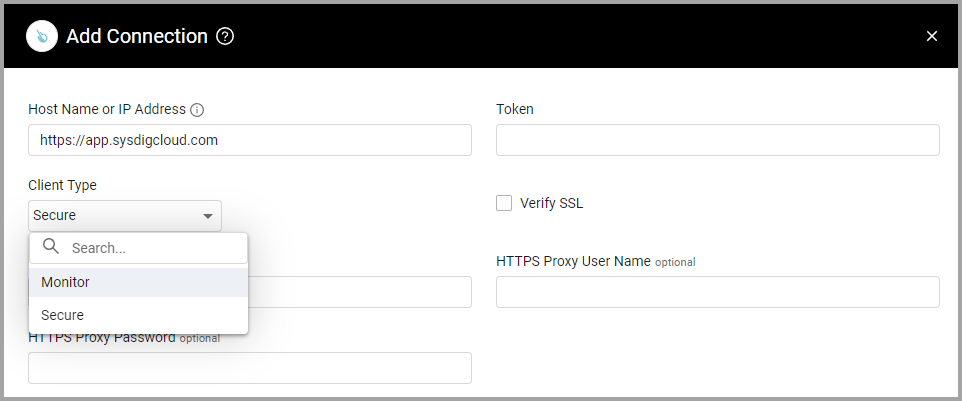 Add Connection ?
Host Name or IP Address
Token
https://app.sysdigcloud.com
Client Type
Secure
Verify SSL
Search...
HTTPS Proxy User Name optional
Monitor
Secure
HTTPS Proxy Password optional